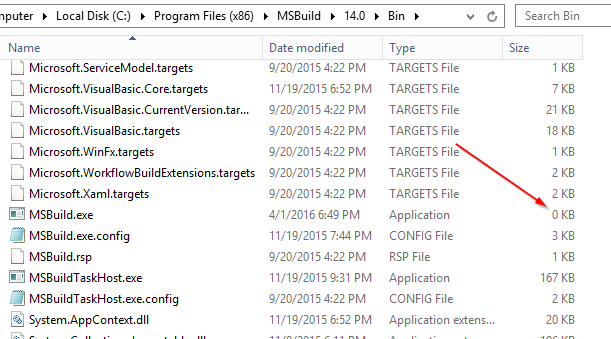 mputer ▸ Local Disk (C:) ▸ Program Files (x86) ▸ MSBuild ▸ 14.0 ▸ Bin ▸ Search Bin
Name Date modified Type Size
Microsoft.ServiceModel.targets 9/20/2015 4:22 PM TARGETS File 1 KB
Microsoft.VisualBasic.Core.targets 11/19/2015 6:52 PM TARGETS File 7 KB
Microsoft.VisualBasic.CurrentVersion.tar... 9/20/2015 4:22 PM TARGETS File 21 KB
Microsoft.VisualBasic.targets 9/20/2015 4:22 PM TARGETS File 18 KB
Microsoft.WinFx.targets 9/20/2015 4:22 PM TARGETS File 1 KB
Microsoft.WorkflowBuildExtensions.targets 9/20/2015 4:22 PM TARGETS File 2 KB
Microsoft.Xaml.targets 9/20/2015 4:22 PM TARGETS File 2 KB
MSBuild.exe 4/1/2016 6:49 PM Application 0 KB
MSBuild.exe.config 11/19/2015 7:44 PM CONFIG File 3 KB
MSBuild.rsp 9/20/2015 4:22 PM RSP File 1 KB
MSBuildTaskHost.exe 11/19/2015 9:31 PM Application 167 KB
MSBuildTaskHost.exe.config 9/20/2015 4:22 PM CONFIG File 2 KB
System.AppContext.dll 11/19/2015 6:52 PM Application extens... 20 KB